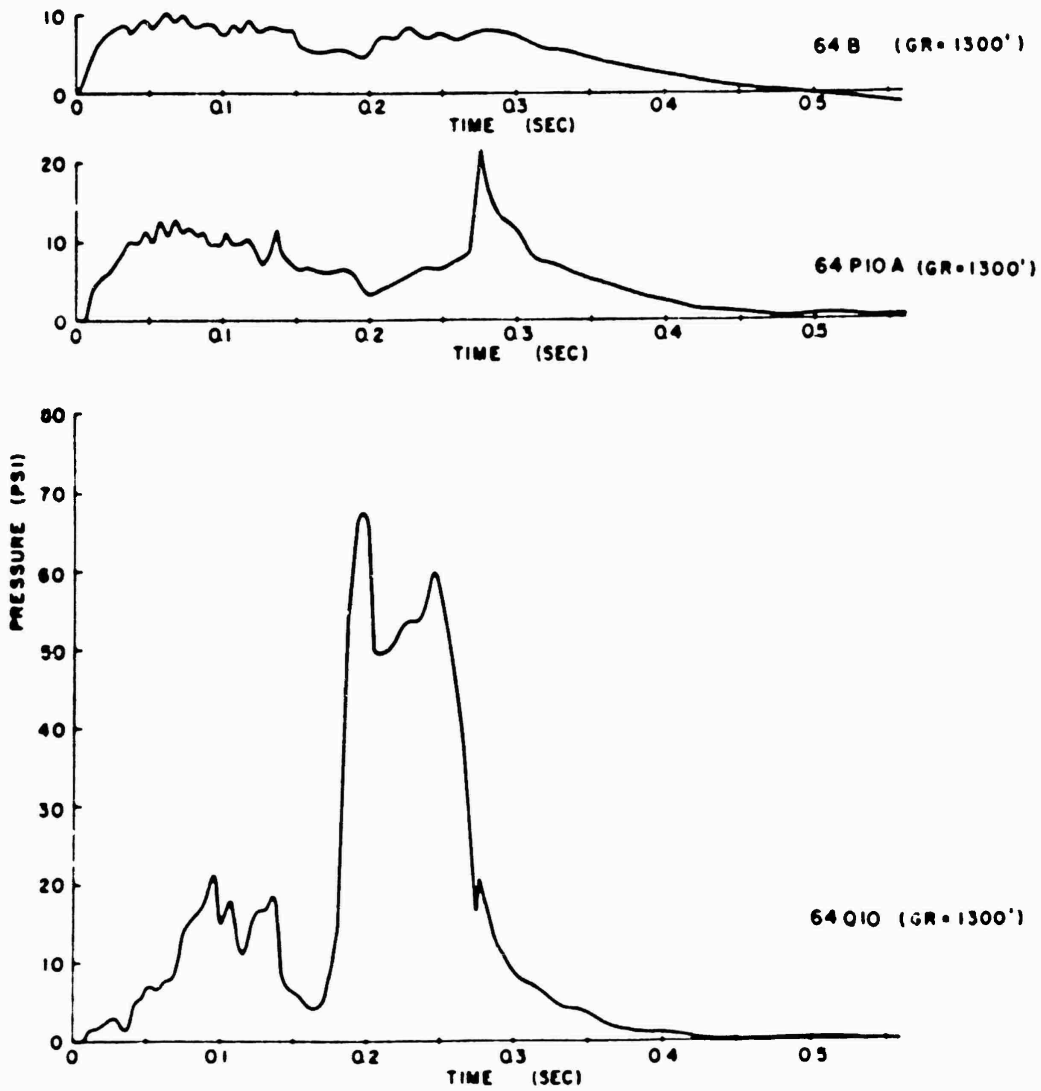 10
5
0
0 0.1 0.2 0.3 0.4 0.5
TIME (SEC)
64 B (GR = 1300')
20
10
0
0 0.1 0.2 0.3 0.4 0.5
TIME (SEC)
64 P10A (GR = 1300')
PRESSURE (PSI)
80
70
60
50
40
30
20
10
0
0 0.1 0.2 0.3 0.4 0.5
TIME (SEC)
64 Q10 (GR = 1300')